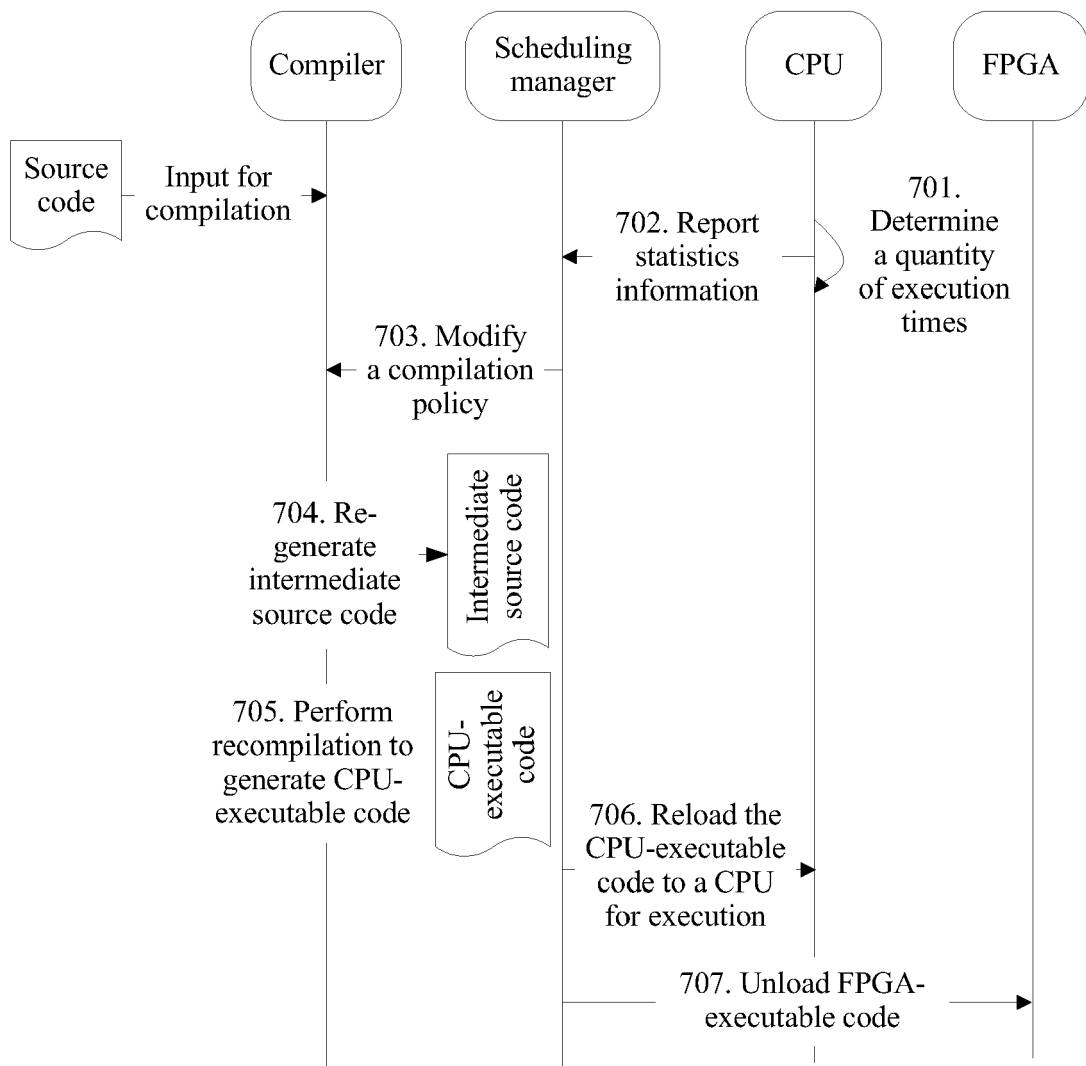 Compiler
Scheduling
manager
CPU
FPGA
Source
code
Input for
compilation
701.
Determine
a quantity
of execution
times
702. Report
statistics
information
703. Modify
a compilation
policy
704. Re-
generate
intermediate
source code
Intermediate
source code
705. Perform
recompilation to
generate CPU-
executable code
CPU-
executable
code
706. Reload the
CPU-executable
code to a CPU
for execution
707. Unload FPGA-
executable code